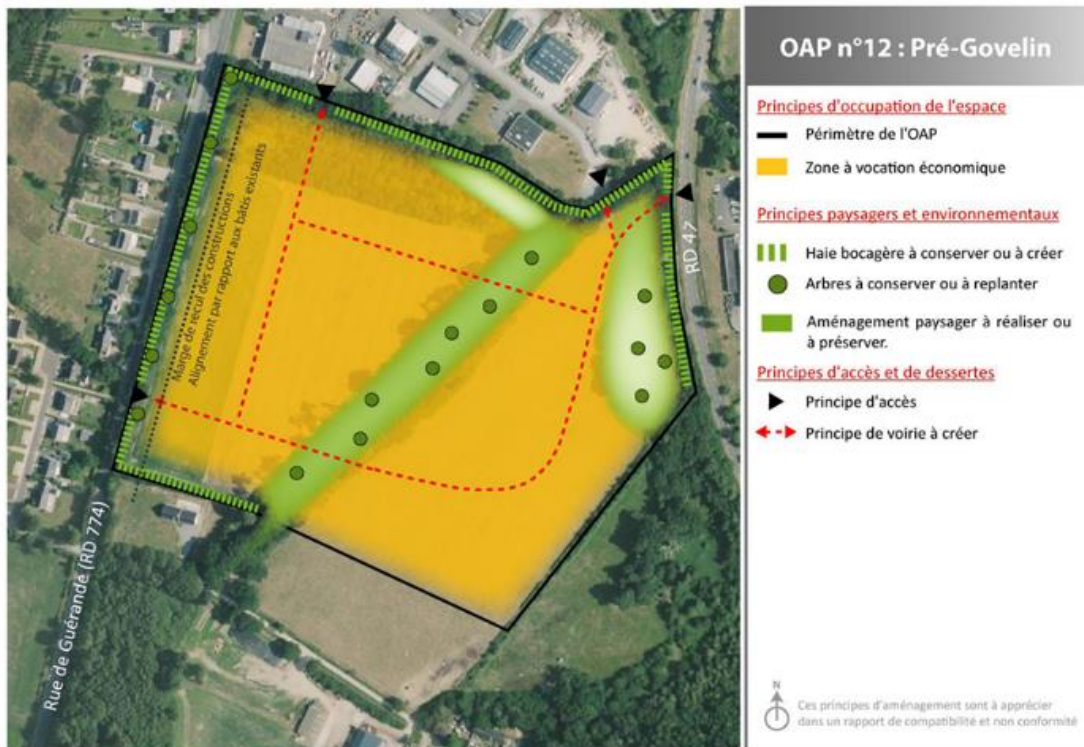 OAP n°12 : Pré-Govelin
Principes d'occupation de l'espace
Périmètre de l'OAP
Zone à vocation économique
Principes paysagers et environnementaux
Haie bocagère à conserver ou à créer
Arbres à conserver ou à replanter
Aménagement paysager à réaliser ou
à préserver.
Principes d'accès et de dessertes
Principe d'accès
Principe de voirie à créer
N
Ces principes d'aménagement sont à apprécier
dans un rapport de compatibilité et non conformité
Marge de recul des constructions
Alignement par rapport aux bâtis existants
RD 47
Rue de Guérande (RD 774)